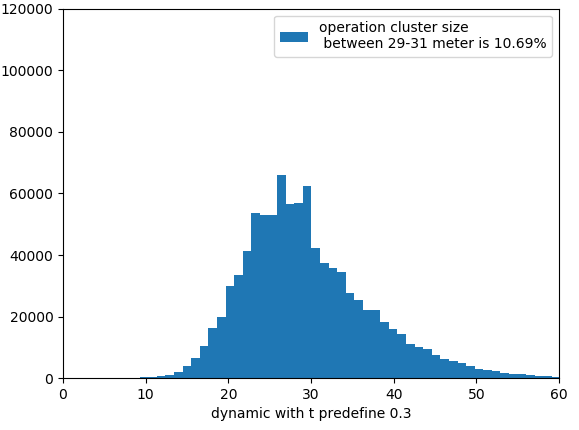 120000
100000
80000
60000
40000
20000
0
operation cluster size
between 29-31 meter is 10.69%
0 10 20 30 40 50 60
dynamic with t predefine 0.3